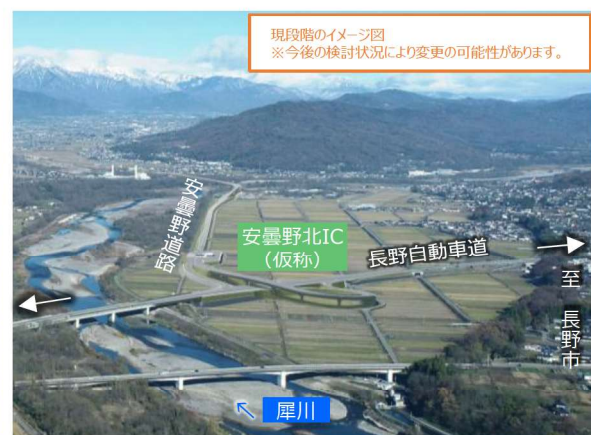 現段階のイメージ図
※今後の検討状況により変更の可能性があります。
安曇野道路
安曇野北IC
（仮称）
長野自動車道
至 長野市
犀川